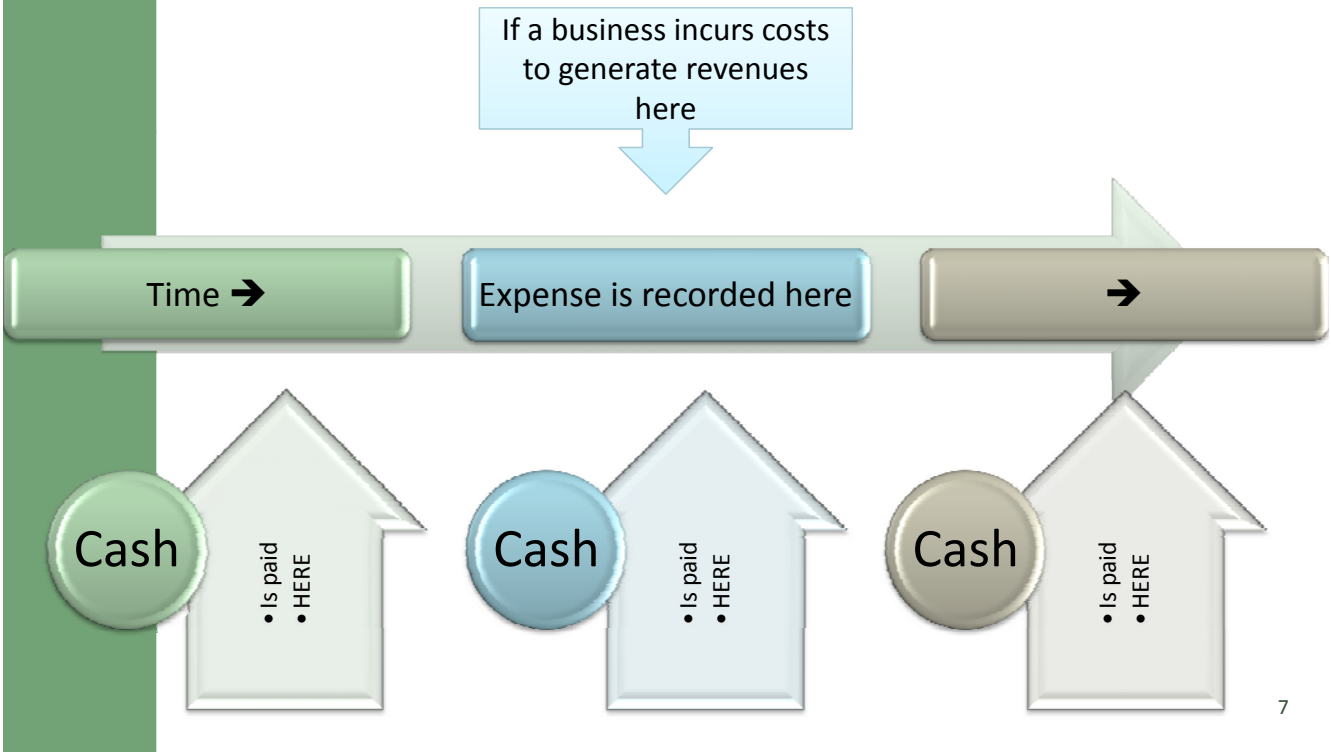 If a business incurs costs
to generate revenues
here
Time ➔
Expense is recorded here
➔
Cash
• Is paid
• HERE
Cash
• Is paid
• HERE
Cash
• Is paid
• HERE
7